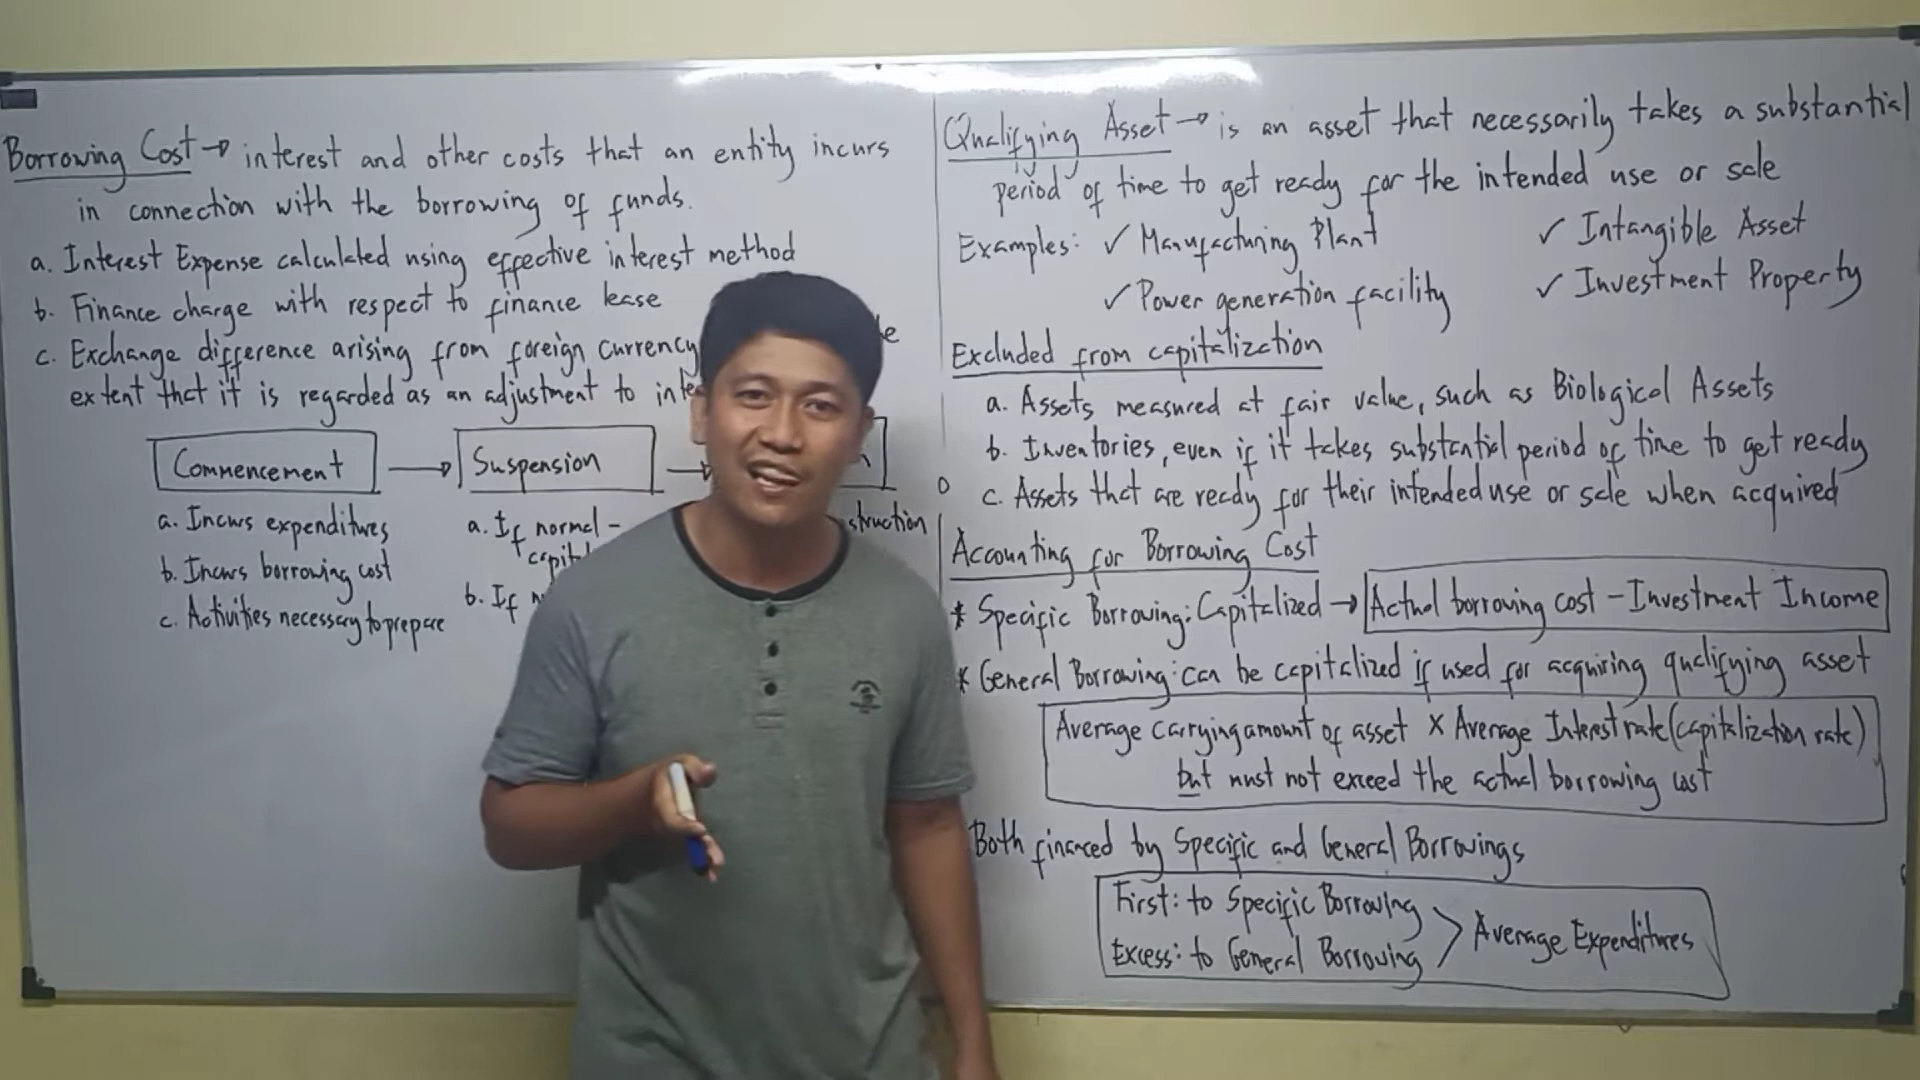 Borrowing Cost → interest and other costs that an entity incurs
in connection with the borrowing of funds.
a. Interest Expense calculated using effective interest method
b. Finance charge with respect to finance lease
c. Exchange difference arising from foreign currency
extent that it is regarded as an adjustment to
Commencement → Suspension →
a. Incurs expenditures
b. Incurs borrowing cost
c. Activities necessary to prepare
a. If normal -
b. If
Qualifying Asset → is an asset that necessarily takes a substantial
period of time to get ready for the intended use or sale
Examples: ✓ Manufacturing Plant ✓ Intangible Asset
✓ Power generation facility ✓ Investment Property
Excluded from capitalization
a. Assets measured at fair value, such as Biological Assets
b. Inventories, even if it takes substantial period of time to get ready
c. Assets that are ready for their intended use or sale when acquired
Accounting for Borrowing Cost
* Specific Borrowing: Capitalized → Actual borrowing cost - Investment Income
* General Borrowing: can be capitalized if used for acquiring qualifying asset
Average carrying amount of asset x Average Interest rate (capitalization rate)
but must not exceed the actual borrowing cost
Both financed by Specific and General Borrowings
First: to Specific Borrowing
Excess: to General Borrowing > Average Expenditures